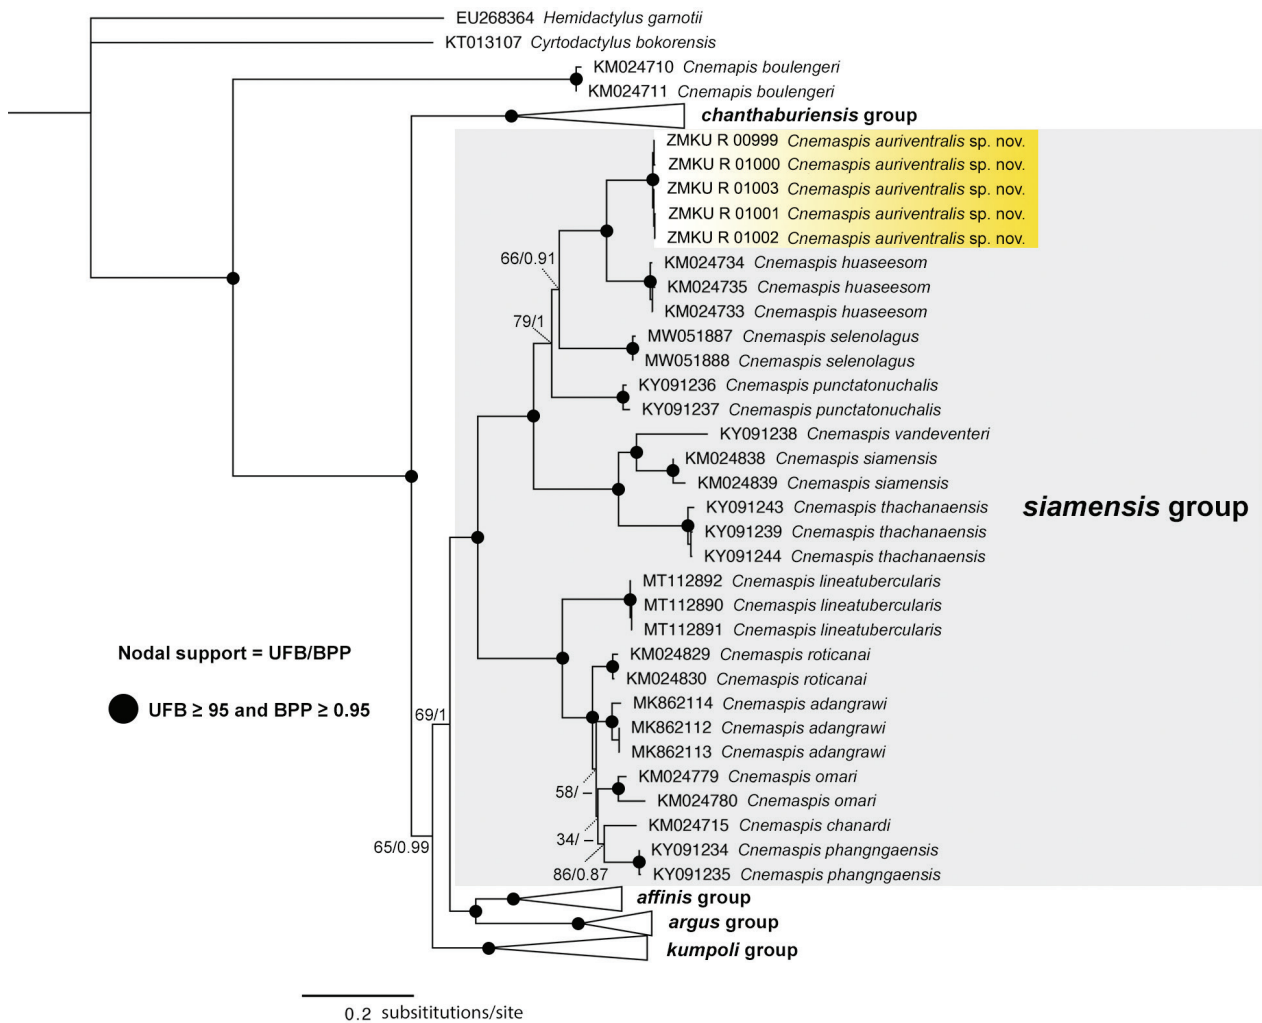 EU268364 Hemidactylus garnotii
KT013107 Cyrtodactylus bokorensis
KM024710 Cnemapis boulengeri
KM024711 Cnemapis boulengeri
chanthaburiensis group
ZMKU R 00999 Cnemaspis auriventralis sp. nov.
ZMKU R 01000 Cnemaspis auriventralis sp. nov.
ZMKU R 01003 Cnemaspis auriventralis sp. nov.
ZMKU R 01001 Cnemaspis auriventralis sp. nov.
ZMKU R 01002 Cnemaspis auriventralis sp. nov.
66/0.91
KM024734 Cnemaspis huaseesom
KM024735 Cnemaspis huaseesom
KM024733 Cnemaspis huaseesom
79/1
MW051887 Cnemaspis selenolagus
MW051888 Cnemaspis selenolagus
KY091236 Cnemaspis punctatonuchalis
KY091237 Cnemaspis punctatonuchalis
KY091238 Cnemaspis vandeventeri
KM024838 Cnemaspis siamensis
KM024839 Cnemaspis siamensis
KY091243 Cnemaspis thachanaensis
siamensis group
KY091239 Cnemaspis thachanaensis
KY091244 Cnemaspis thachanaensis
MT112892 Cnemaspis lineatubercularis
MT112890 Cnemaspis lineatubercularis
MT112891 Cnemaspis lineatubercularis
Nodal support = UFB/BPP
KM024829 Cnemaspis roticanai
KM024830 Cnemaspis roticanai
MK862114 Cnemaspis adangrawi
UFB ≥ 95 and BPP ≥ 0.95
69/1
MK862112 Cnemaspis adangrawi
MK862113 Cnemaspis adangrawi
KM024779 Cnemaspis omari
58/ –
KM024780 Cnemaspis omari
KM024715 Cnemaspis chanardi
34/ –
65/0.99
KY091234 Cnemaspis phangngaensis
86/0.87
KY091235 Cnemaspis phangngaensis
affinis group
argus group
kumpoli group
0.2 subsititutions/site